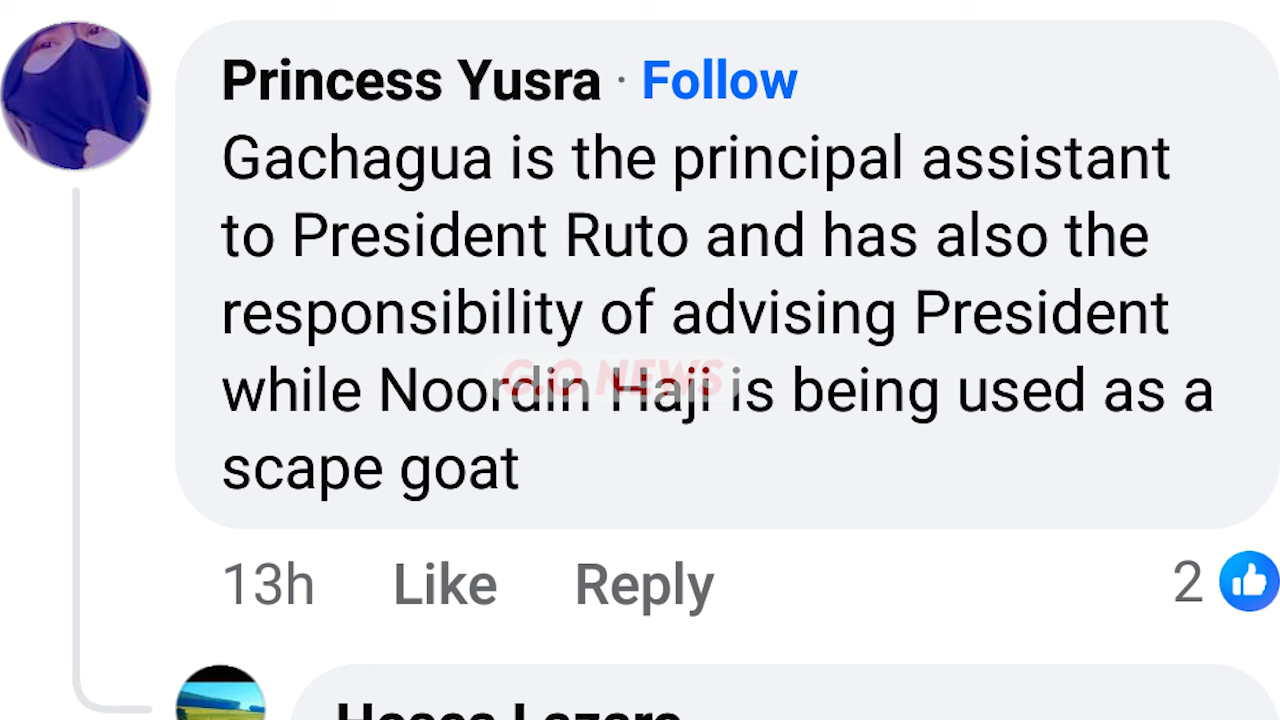 Princess Yusra · Follow
Gachagua is the principal assistant
to President Ruto and has also the
responsibility of advising President
while Noordin Haji is being used as a
scape goat
G.O NEWS
13h Like Reply 2